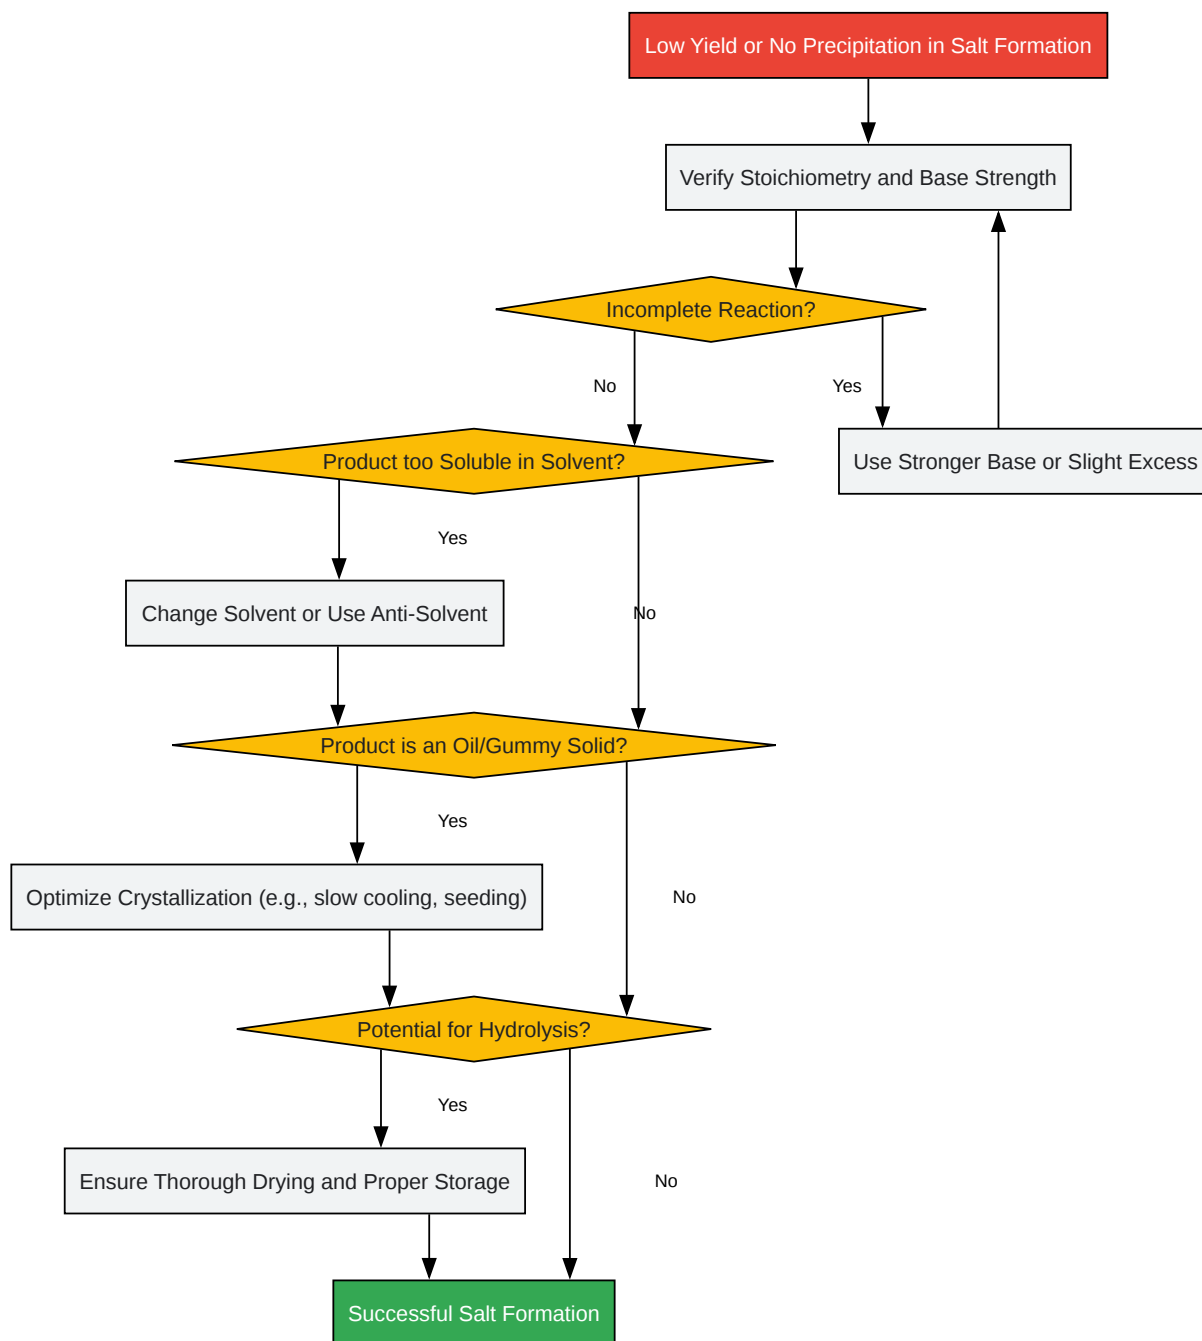 Low Yield or No Precipitation in Salt Formation
Verify Stoichiometry and Base Strength
Incomplete Reaction?
No
Yes
Product too Soluble in Solvent?
Use Stronger Base or Slight Excess
Yes
Change Solvent or Use Anti-Solvent
No
Product is an Oil/Gummy Solid?
Yes
Optimize Crystallization (e.g., slow cooling, seeding)
No
Potential for Hydrolysis?
Yes
Ensure Thorough Drying and Proper Storage
No
Successful Salt Formation